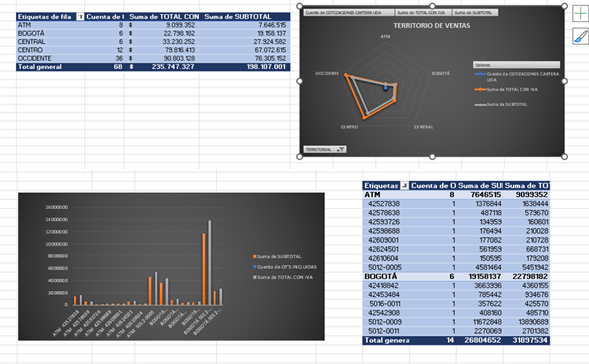 Etiquetas de fila Cuenta de Suma de TOTAL CON Suma de SUBTOTAL
ATM 8 $ 9.099.352 7.646.515
BOGOTÁ 6 $ 22.798.182 19.158.137
CENTRAL 6 $ 33.230.252 27.924.582
CENTRO 12 $ 79.816.413 67.072.615
OCCIDENTE 36 $ 90.803.128 76.305.152
Total general 68 $ 235.747.327 198.107.001
Cuenta de COTIZACIONES CARTERA UDA Suma de TOTAL CON IVA Suma de SUBTOTAL
TERRITORIO DE VENTAS
ATM
BOGOTÁ
CENTRAL
CENTRO
OCCIDENTE
Valores
Cuenta de COTIZACIONES CARTERA
UDA
Suma de TOTAL CON IVA
Suma de SUBTOTAL
TERRITORIAL
16000000
14000000
12000000
10000000
8000000
6000000
4000000
2000000
0
ATM 42527838
Suma de SUBTOTAL
Cuenta de OT'S INCLUIDAS
Suma de TOTAL CON IVA
Etiquetas Cuenta de O Suma de SU Suma de TO
ATM 8 7646515 9099352
42527838 1 1376844 1638444
42578638 1 487118 579670
42593726 1 134959 160601
42598688 1 176494 210028
42609001 1 177082 210728
42624501 1 561959 668731
42610604 1 150595 179208
5012-0005 1 4581464 5451942
BOGOTÁ 6 19158137 22798182
42418842 1 3663996 4360155
42453484 1 785442 934676
5016-0011 1 357622 425570
42542908 1 408160 485710
5012-0009 1 11672848 13890689
5012-0007 1 2270069 2701382
Total genera 14 26804652 31897534